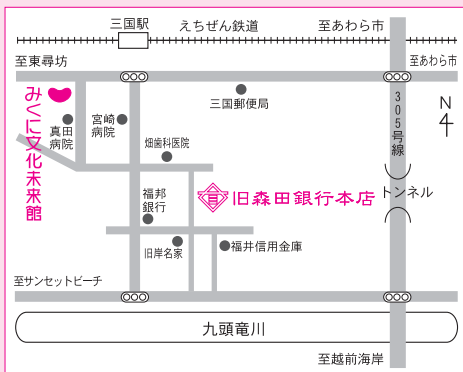 三国駅
えちぜん鉄道
至あわら市
至東尋坊
至あわら市
みくに文化未来館
真田
病院
宮崎
病院
三国郵便局
305号線
N
畑歯科医院
福邦
銀行
旧森田銀行本店
トンネル
旧岸名家
福井信用金庫
至サンセットビーチ
九頭竜川
至越前海岸